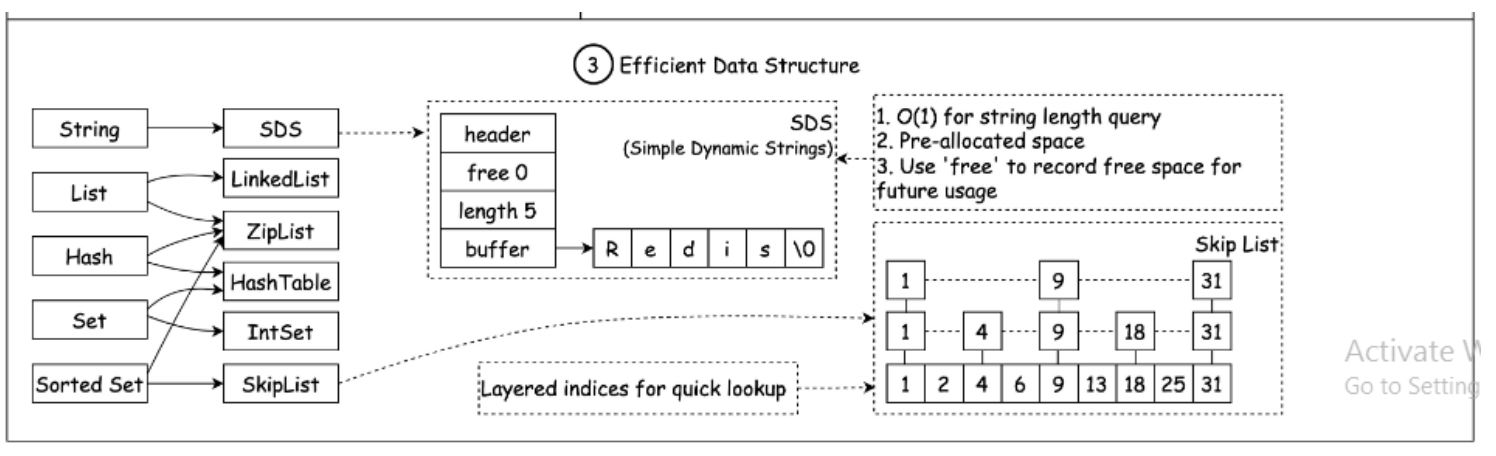 3 Efficient Data Structure
String
SDS
List
LinkedList
ZipList
Hash
HashTable
Set
IntSet
Sorted Set
SkipList
header
free 0
length 5
buffer
R e d i s \0
SDS
(Simple Dynamic Strings)
1. O(1) for string length query
2. Pre-allocated space
3. Use 'free' to record free space for
future usage
Skip List
1 9 31
1 4 9 18 31
1 2 4 6 9 13 18 25 31
Layered indices for quick lookup
Activate
Go to Setting